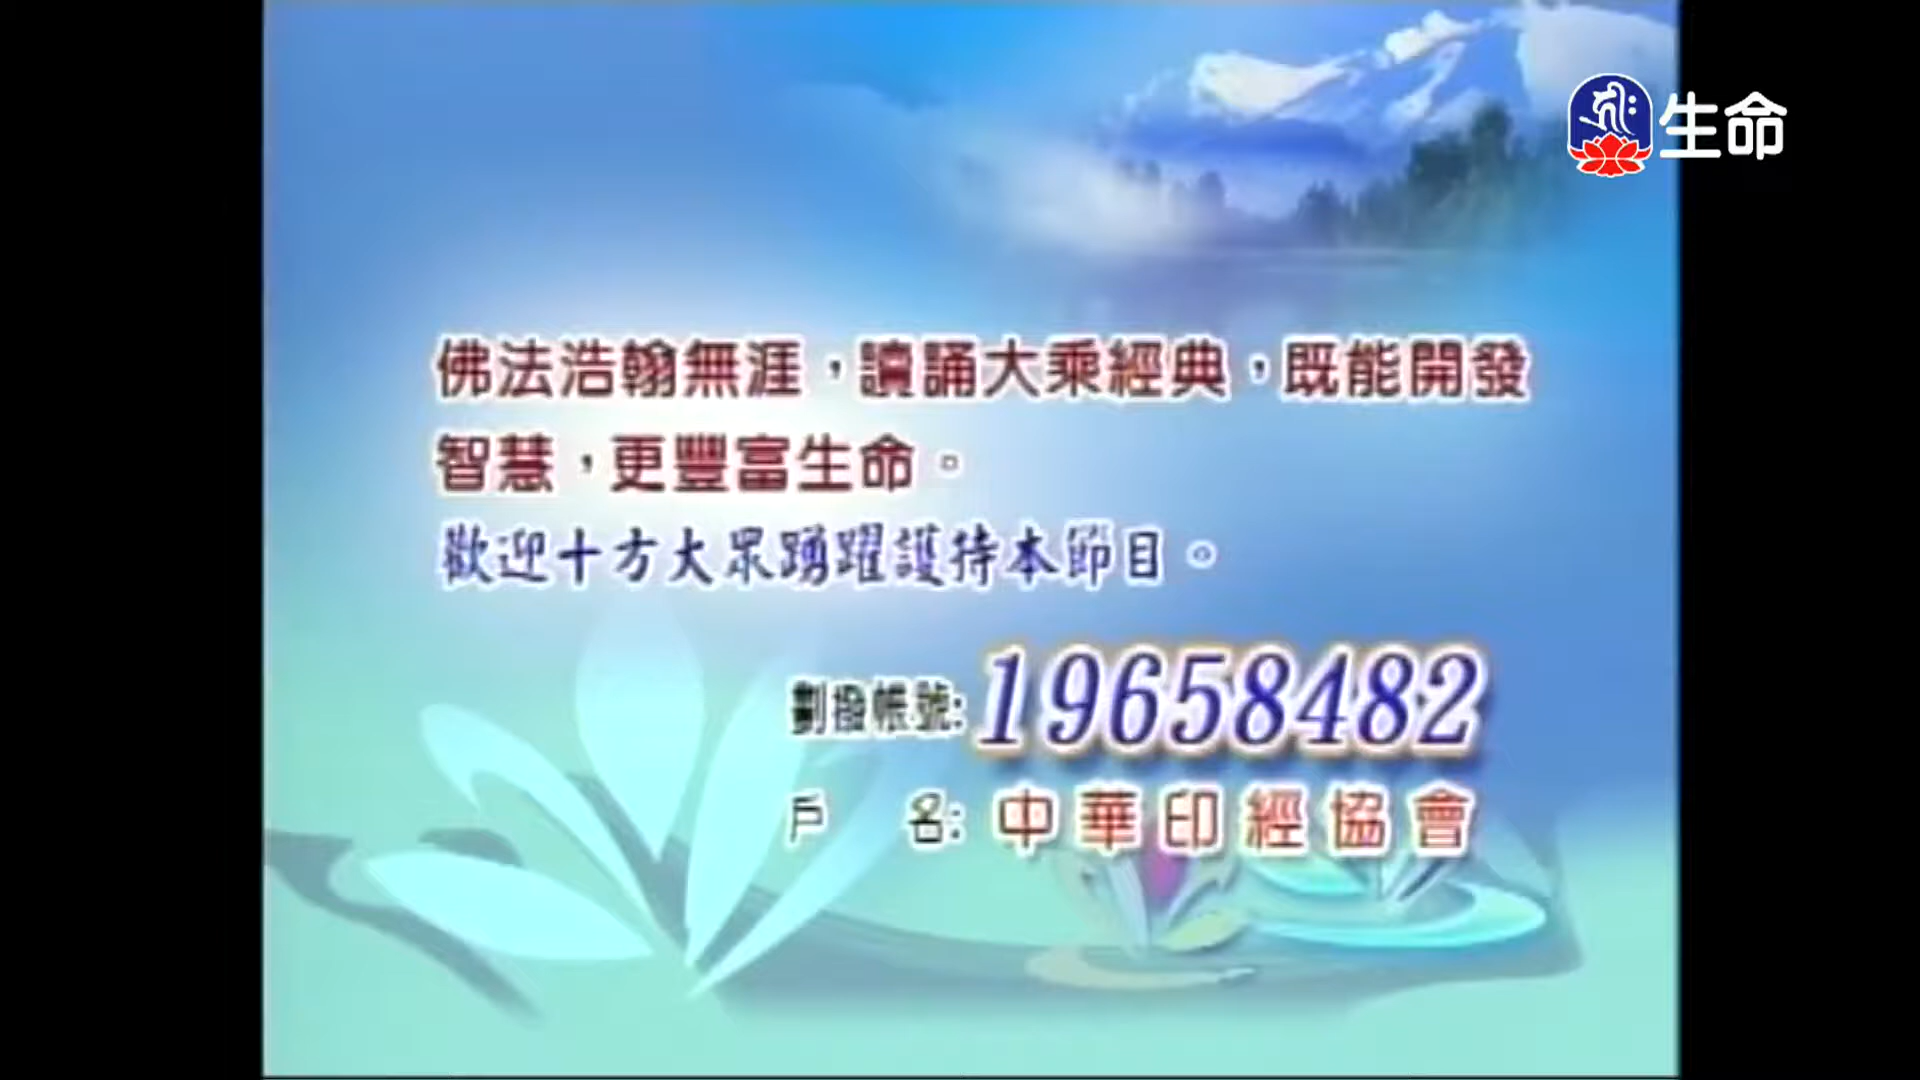 生命
佛法浩翰無涯，讀誦大乘經典，既能開發
智慧，更豐富生命。
歡迎十方大眾踴躍護持本節目。
劃撥帳號:19658482
戶 名:中華印經協會